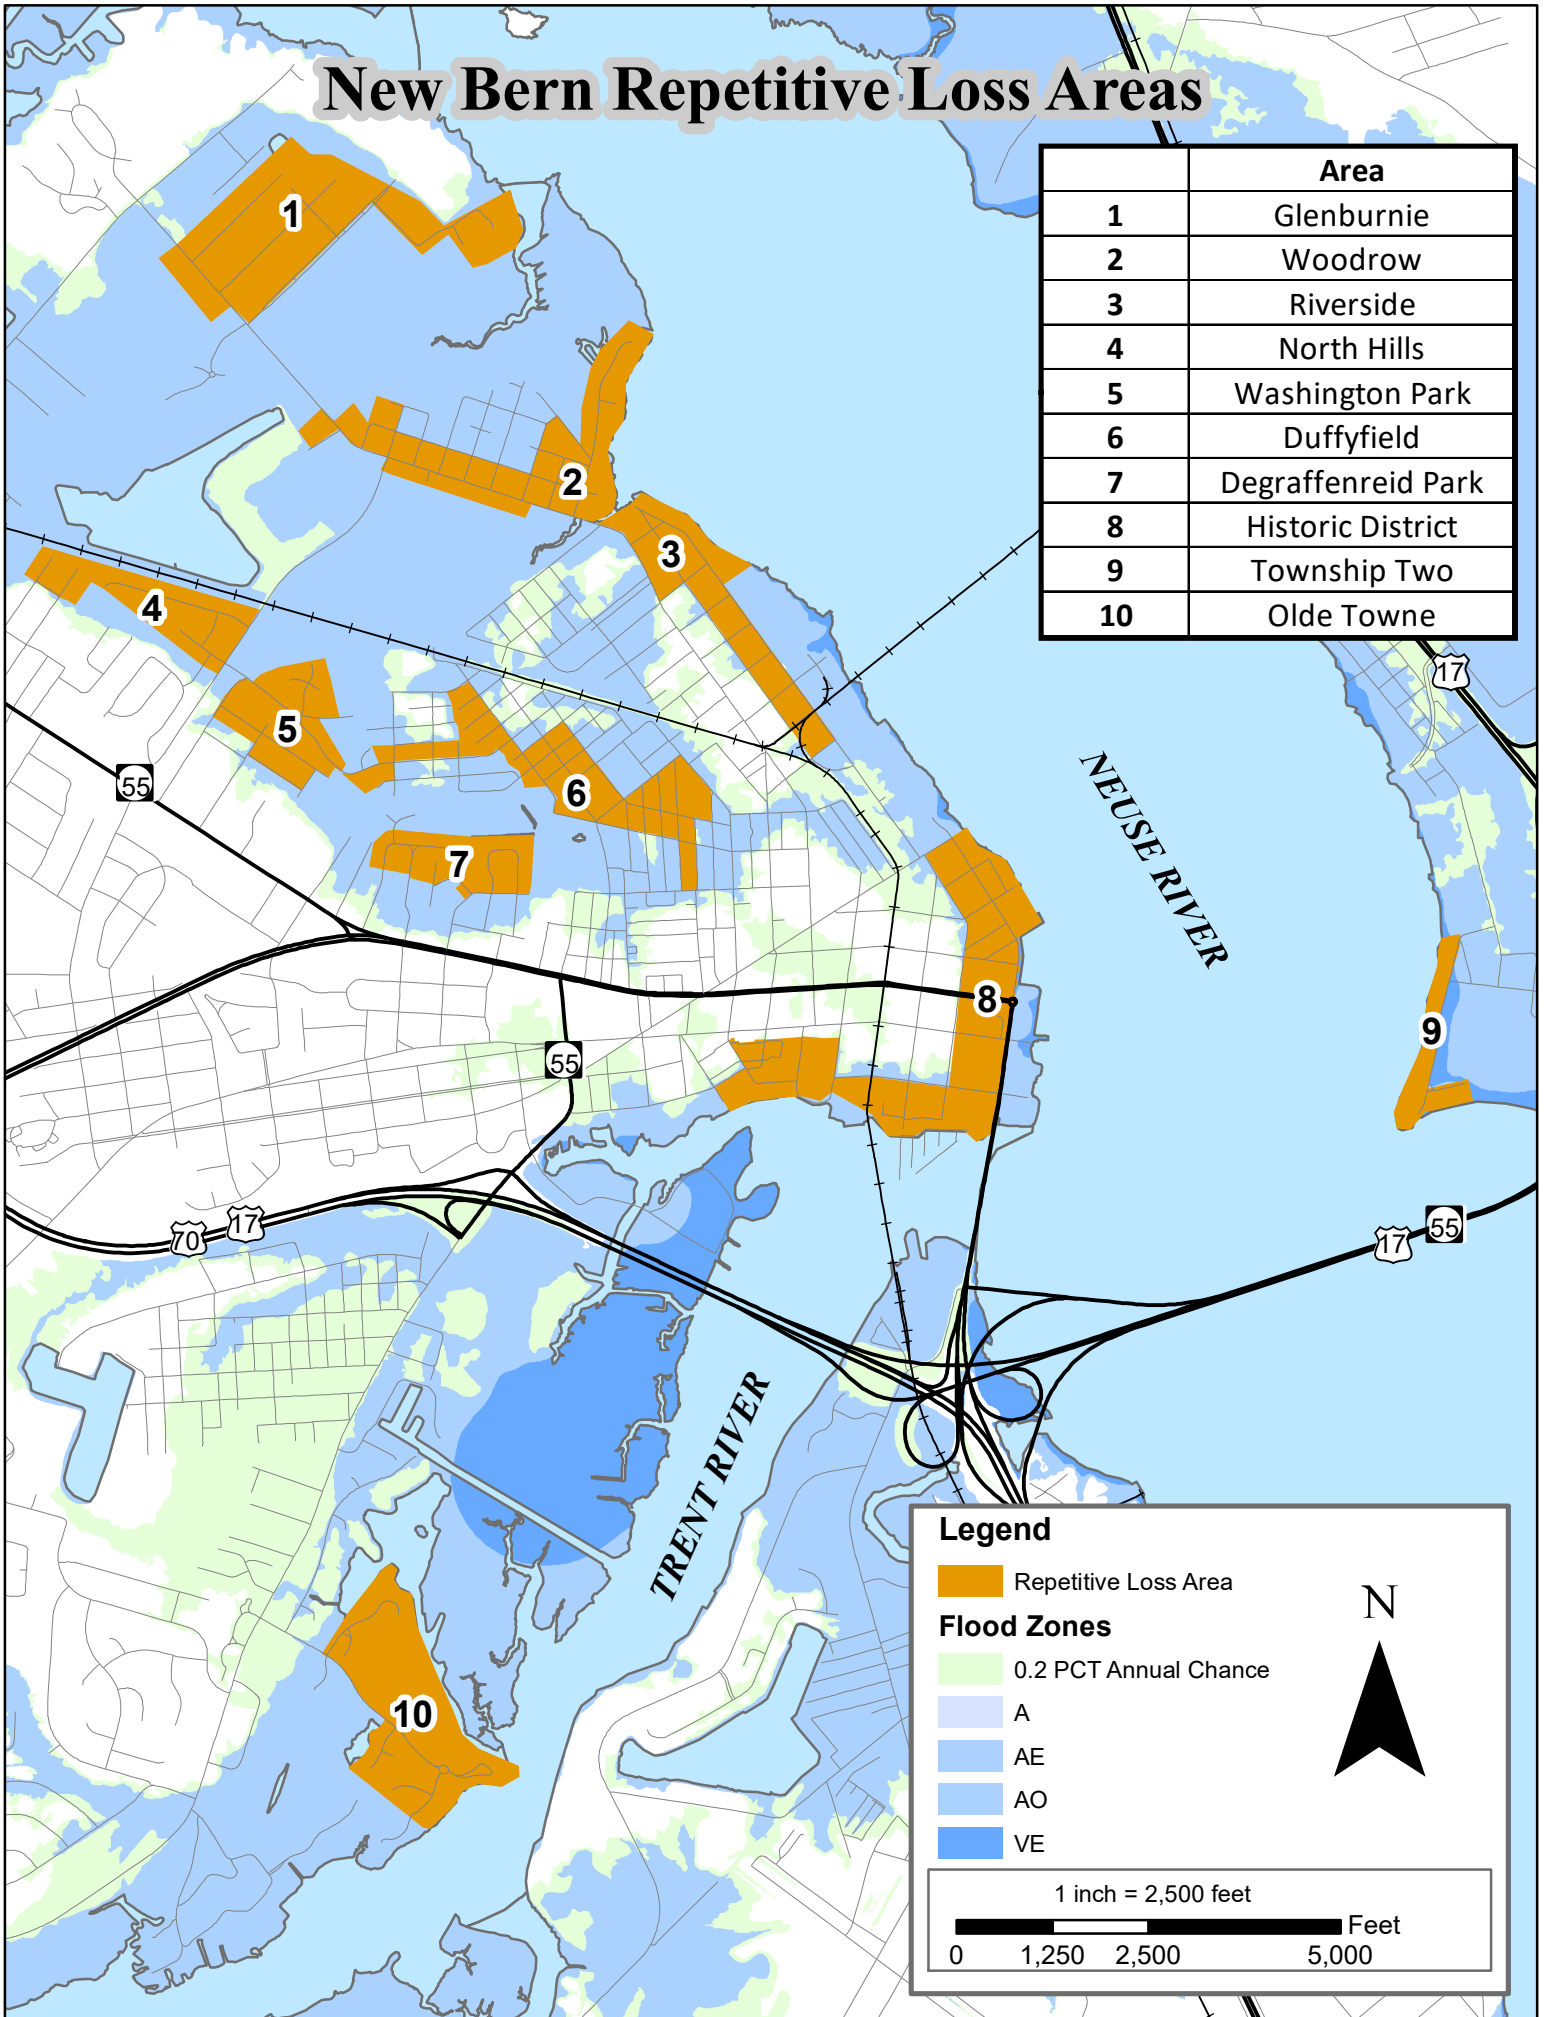 New Bern Repetitive Loss Areas
Area
1 Glenburnie
2 Woodrow
3 Riverside
4 North Hills
5 Washington Park
6 Duffyfield
7 Degraffenreid Park
8 Historic District
9 Township Two
10 Olde Towne
1
2
3
4
17
5
55
6
NEUSE RIVER
7
8
9
55
70
17
17
55
TRENT RIVER
10
Legend
Repetitive Loss Area
Flood Zones
0.2 PCT Annual Chance
A
AE
AO
VE
N
1 inch = 2,500 feet
Feet
0 1,250 2,500 5,000